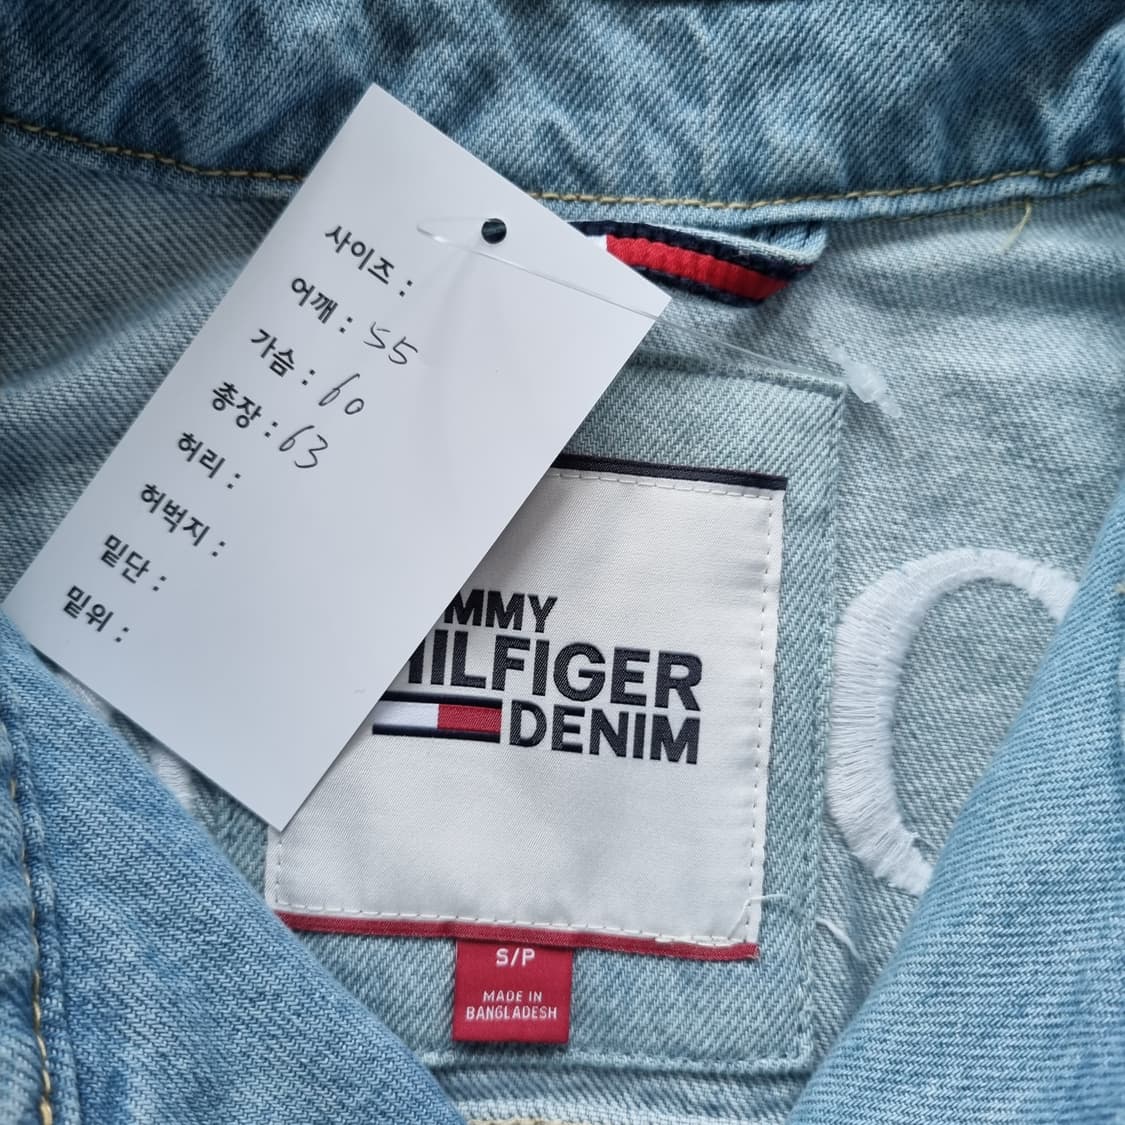 사이즈 :
어깨 : 55
가슴 : 60
총장 : 63
허리 :
허벅지 :
밑단 :
밑위 :
MMY
HILFIGER
DENIM
S/P
MADE IN
BANGLADESH